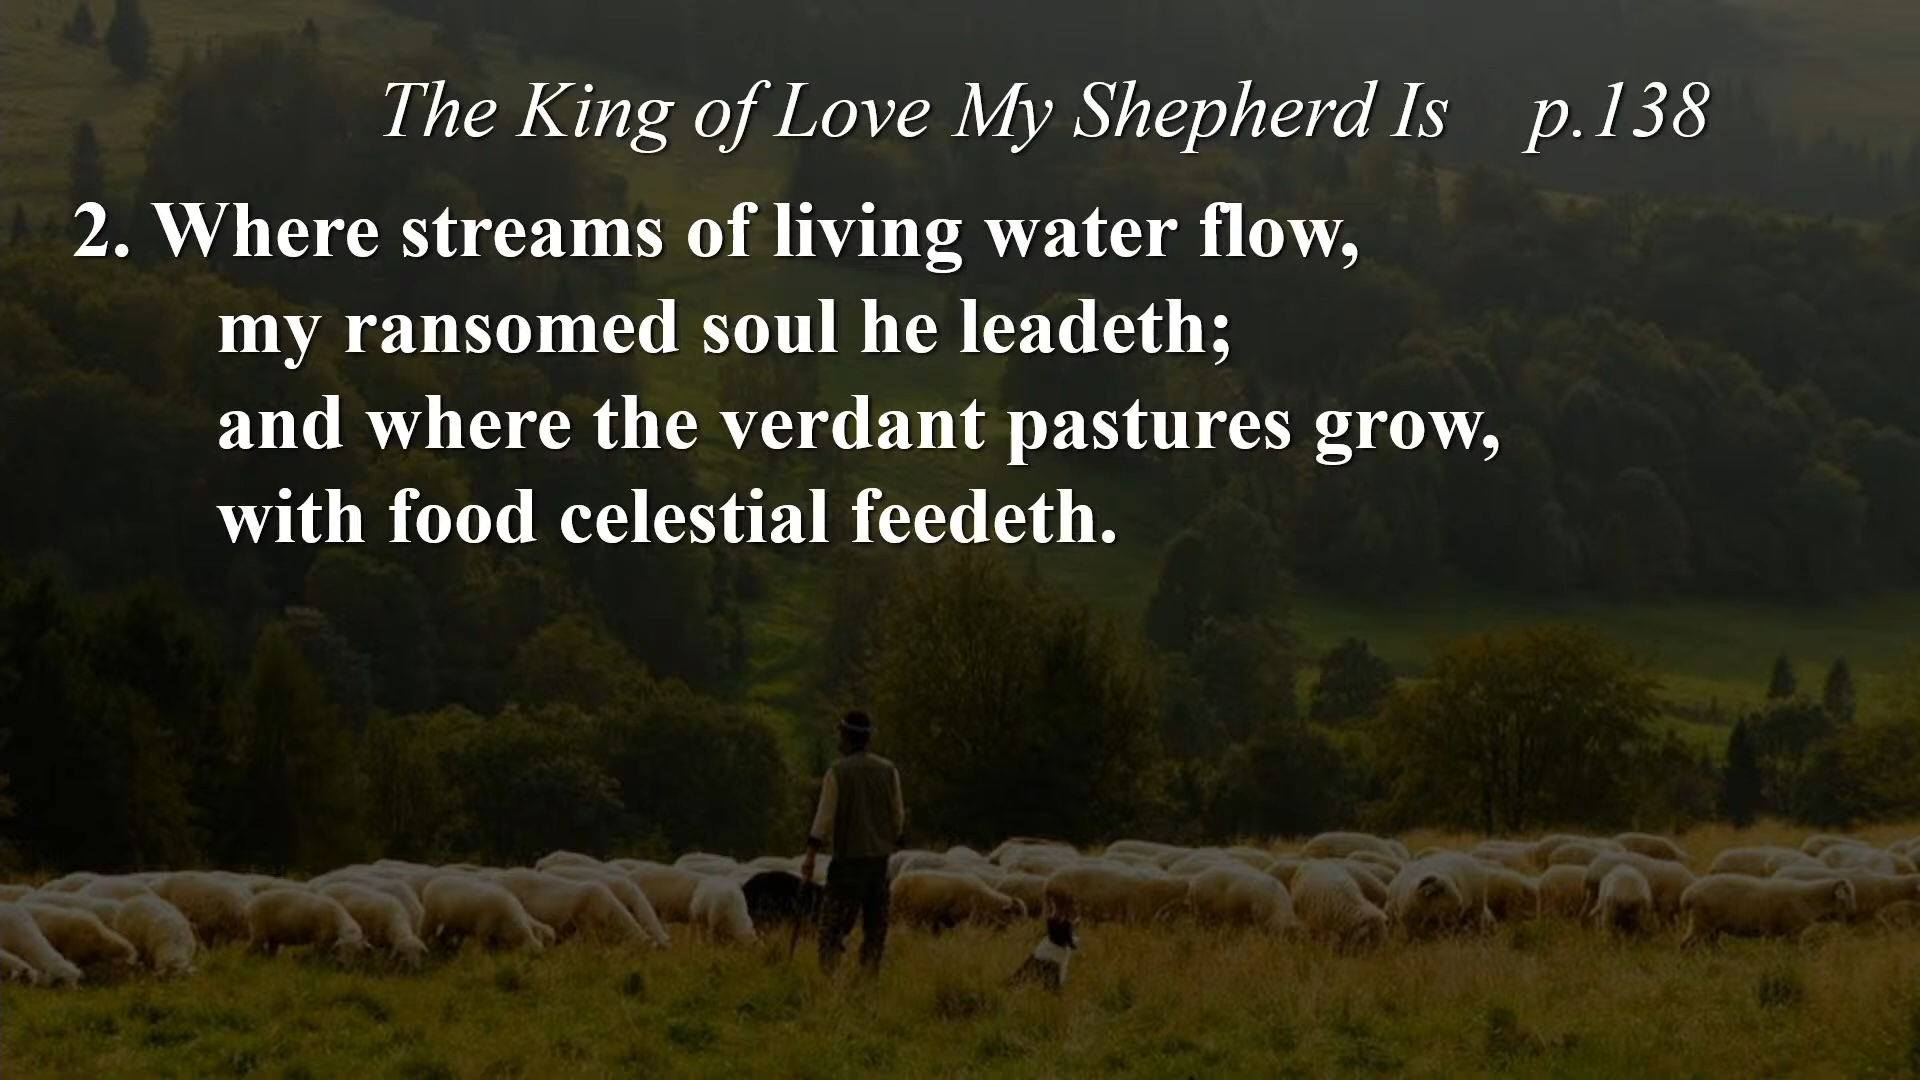 The King of Love My Shepherd Is p.138
2. Where streams of living water flow,
my ransomed soul he leadeth;
and where the verdant pastures grow,
with food celestial feedeth.